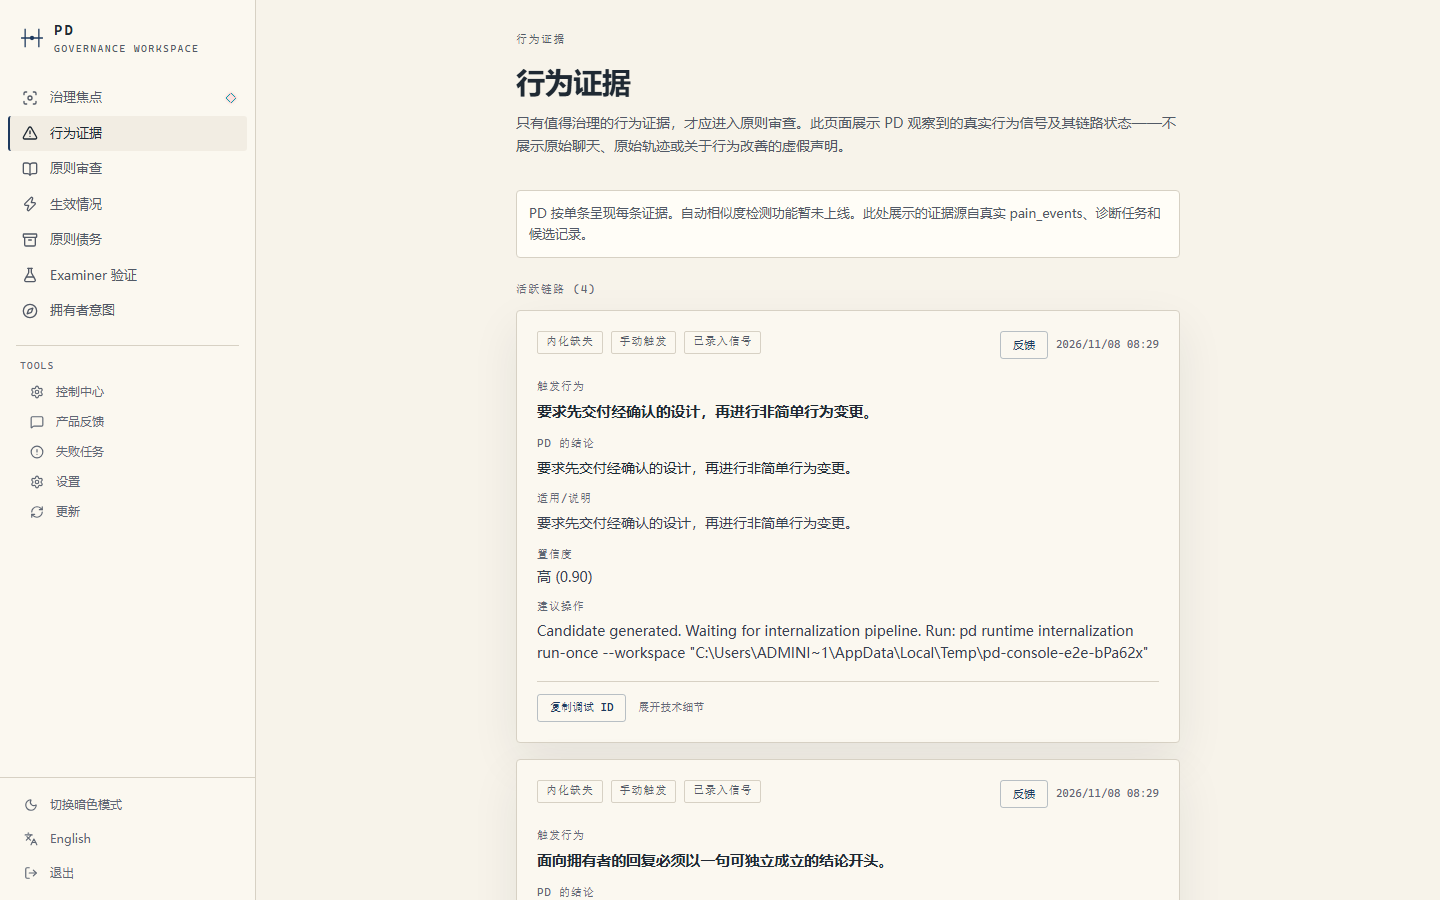 PD
GOVERNANCE WORKSPACE
治理焦点
行为证据
原则审查
生效情况
原则债务
Examiner 验证
拥有者意图
TOOLS
控制中心
产品反馈
失败任务
设置
更新
切换暗色模式
English
退出
行为证据
行为证据
只有值得治理的行为证据，才应进入原则审查。此页面展示 PD 观察到的真实行为信号及其链路状态——不
展示原始聊天、原始轨迹或关于行为改善的虚假声明。
PD 按单条呈现每条证据。自动相似度检测功能暂未上线。此处展示的证据源自真实 pain_events、诊断任务和
候选记录。
活跃链路 (4)
内化缺失 手动触发 已录入信号 反馈 2026/11/08 08:29
触发行为
要求先交付经确认的设计，再进行非简单行为变更。
PD 的结论
要求先交付经确认的设计，再进行非简单行为变更。
适用/说明
要求先交付经确认的设计，再进行非简单行为变更。
置信度
高 (0.90)
建议操作
Candidate generated. Waiting for internalization pipeline. Run: pd runtime internalization
run-once --workspace "C:\Users\ADMINI~1\AppData\Local\Temp\pd-console-e2e-bPa62x"
复制调试 ID 展开技术细节
内化缺失 手动触发 已录入信号 反馈 2026/11/08 08:29
触发行为
面向拥有者的回复必须以一句可独立成立的结论开头。
PD 的结论